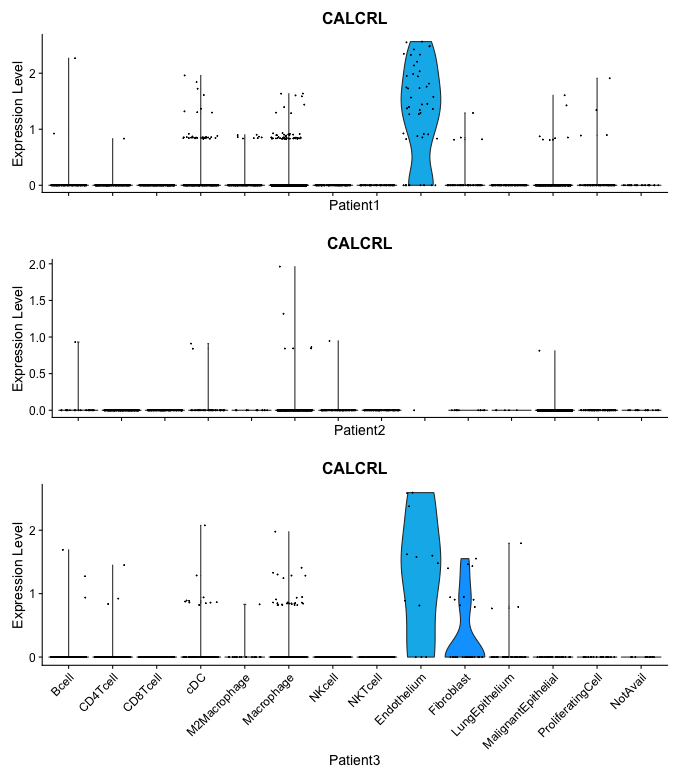 CALCRL
Expression Level
2
1
0
Patient1
CALCRL
Expression Level
2.0
1.5
1.0
0.5
0.0
Patient2
CALCRL
Expression Level
2
1
0
Bcell
CD4Tcell
CD8Tcell
cDC
M2Macrophage
Macrophage
NKcell
NKTcell
Endothelium
Fibroblast
LungEpithelium
MalignantEpithelial
ProliferatingCell
NotAvail
Patient3